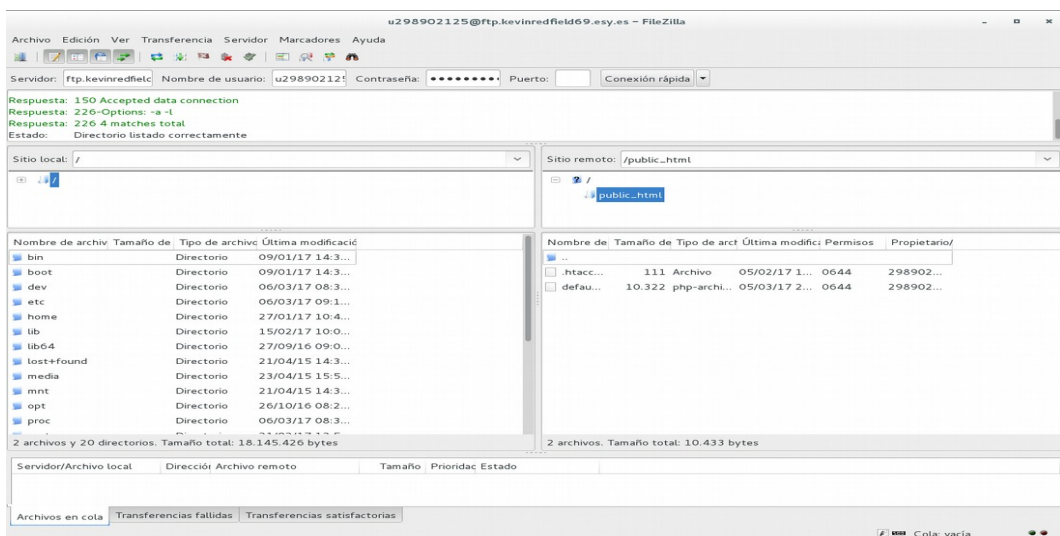 u298902125@ftp.kevinredfield69.esy.es - FileZilla
Archivo Edición Ver Transferencia Servidor Marcadores Ayuda
Servidor: ftp.kevinredfielc Nombre de usuario: u29890212! Contraseña: ●●●●●●●●● Puerto: Conexión rápida
Respuesta: 150 Accepted data connection
Respuesta: 226-Options: -a -l
Respuesta: 226 4 matches total
Estado: Directorio listado correctamente
Sitio local: /
/
Sitio remoto: /public_html
/
public_html
Nombre de archiv Tamaño de Tipo de archivo Última modificació
bin Directorio 09/01/17 14:3...
boot Directorio 09/01/17 14:3...
dev Directorio 06/03/17 08:3...
etc Directorio 06/03/17 09:1...
home Directorio 27/01/17 10:4...
lib Directorio 15/02/17 10:0...
lib64 Directorio 27/09/16 09:0...
lost+found Directorio 21/04/15 14:3...
media Directorio 23/04/15 15:5...
mnt Directorio 21/04/15 14:3...
opt Directorio 26/10/16 08:2...
proc Directorio 06/03/17 08:3...
2 archivos y 20 directorios. Tamaño total: 18.145.426 bytes
Nombre de Tamaño de Tipo de arch Última modifica Permisos Propietario/
..
.htacc... 111 Archivo 05/02/17 1... 0644 298902...
defau... 10.322 php-archi... 05/03/17 2... 0644 298902...
2 archivos. Tamaño total: 10.433 bytes
Servidor/Archivo local Direcciór Archivo remoto Tamaño Prioridac Estado
Archivos en cola Transferencias fallidas Transferencias satisfactorias
Cola: vacía